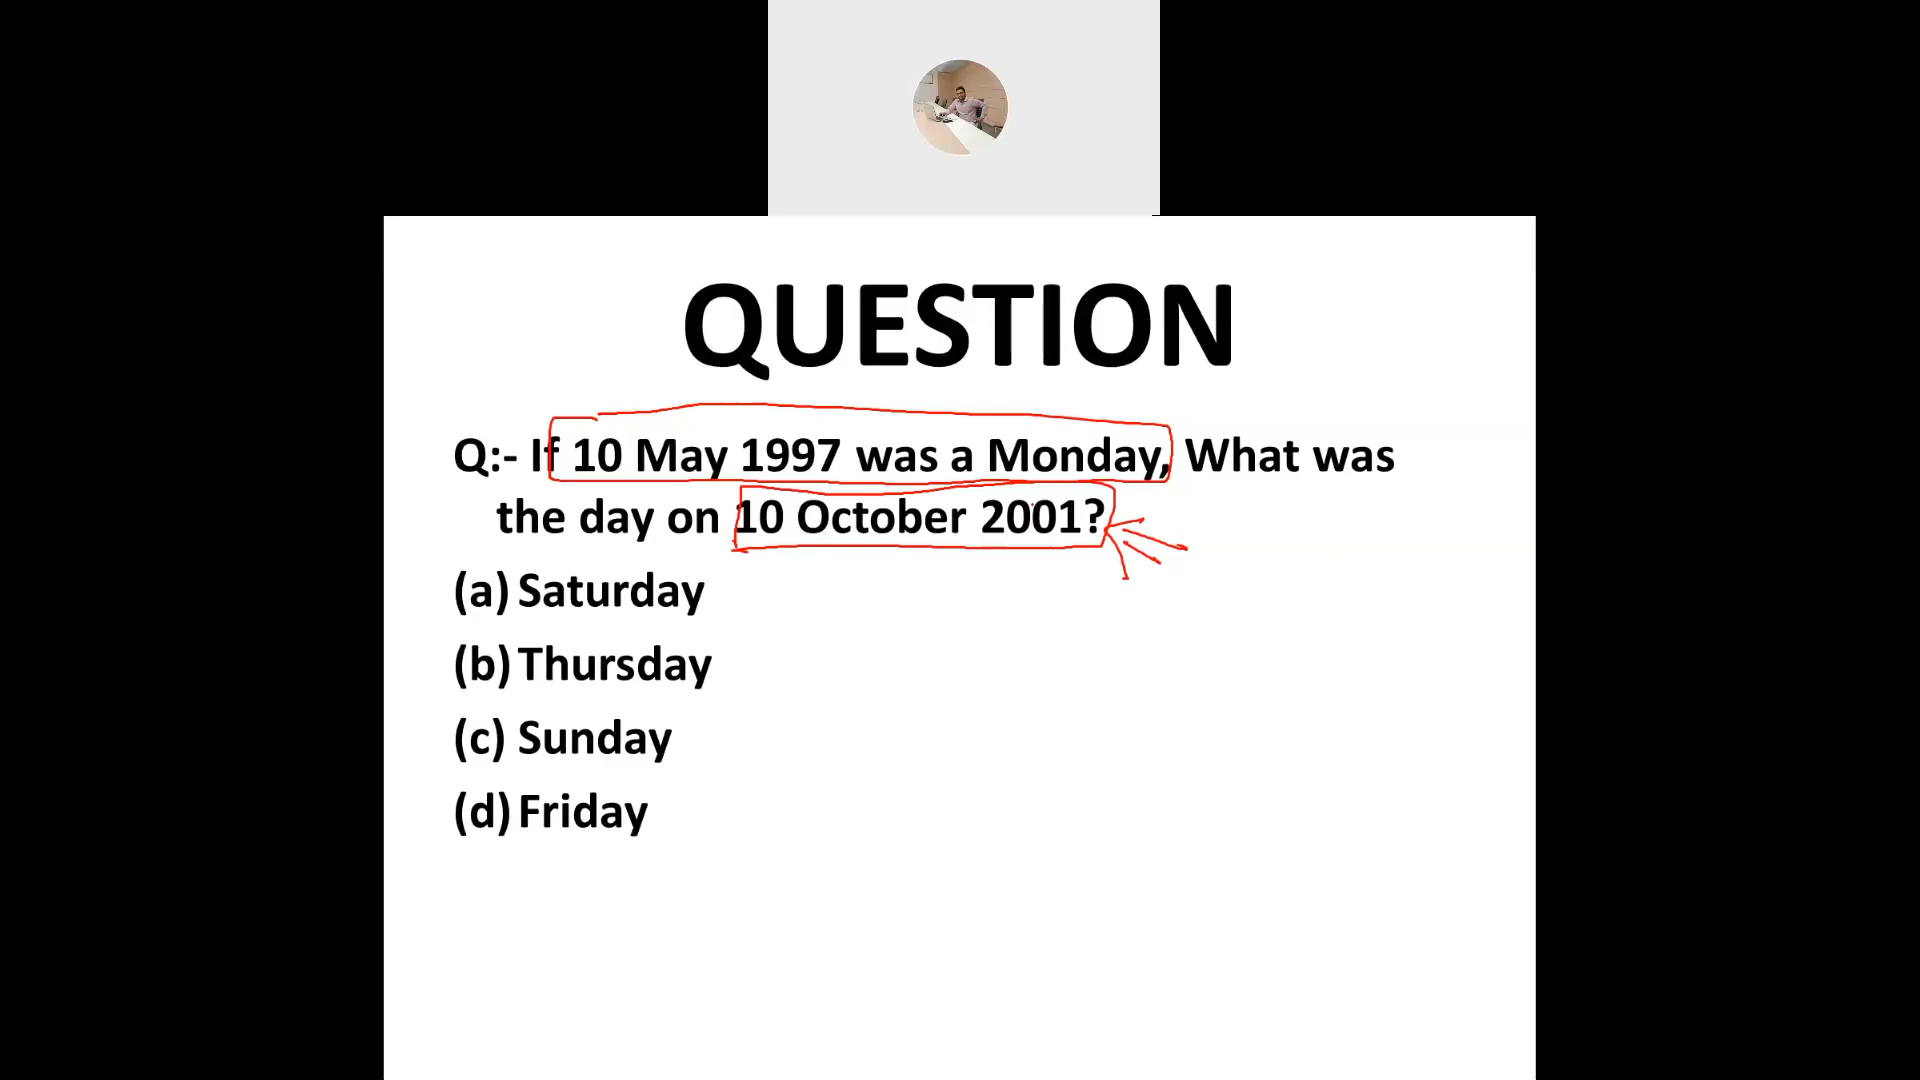 QUESTION
Q:- If 10 May 1997 was a Monday, What was
the day on 10 October 2001?
(a) Saturday
(b) Thursday
(c) Sunday
(d) Friday